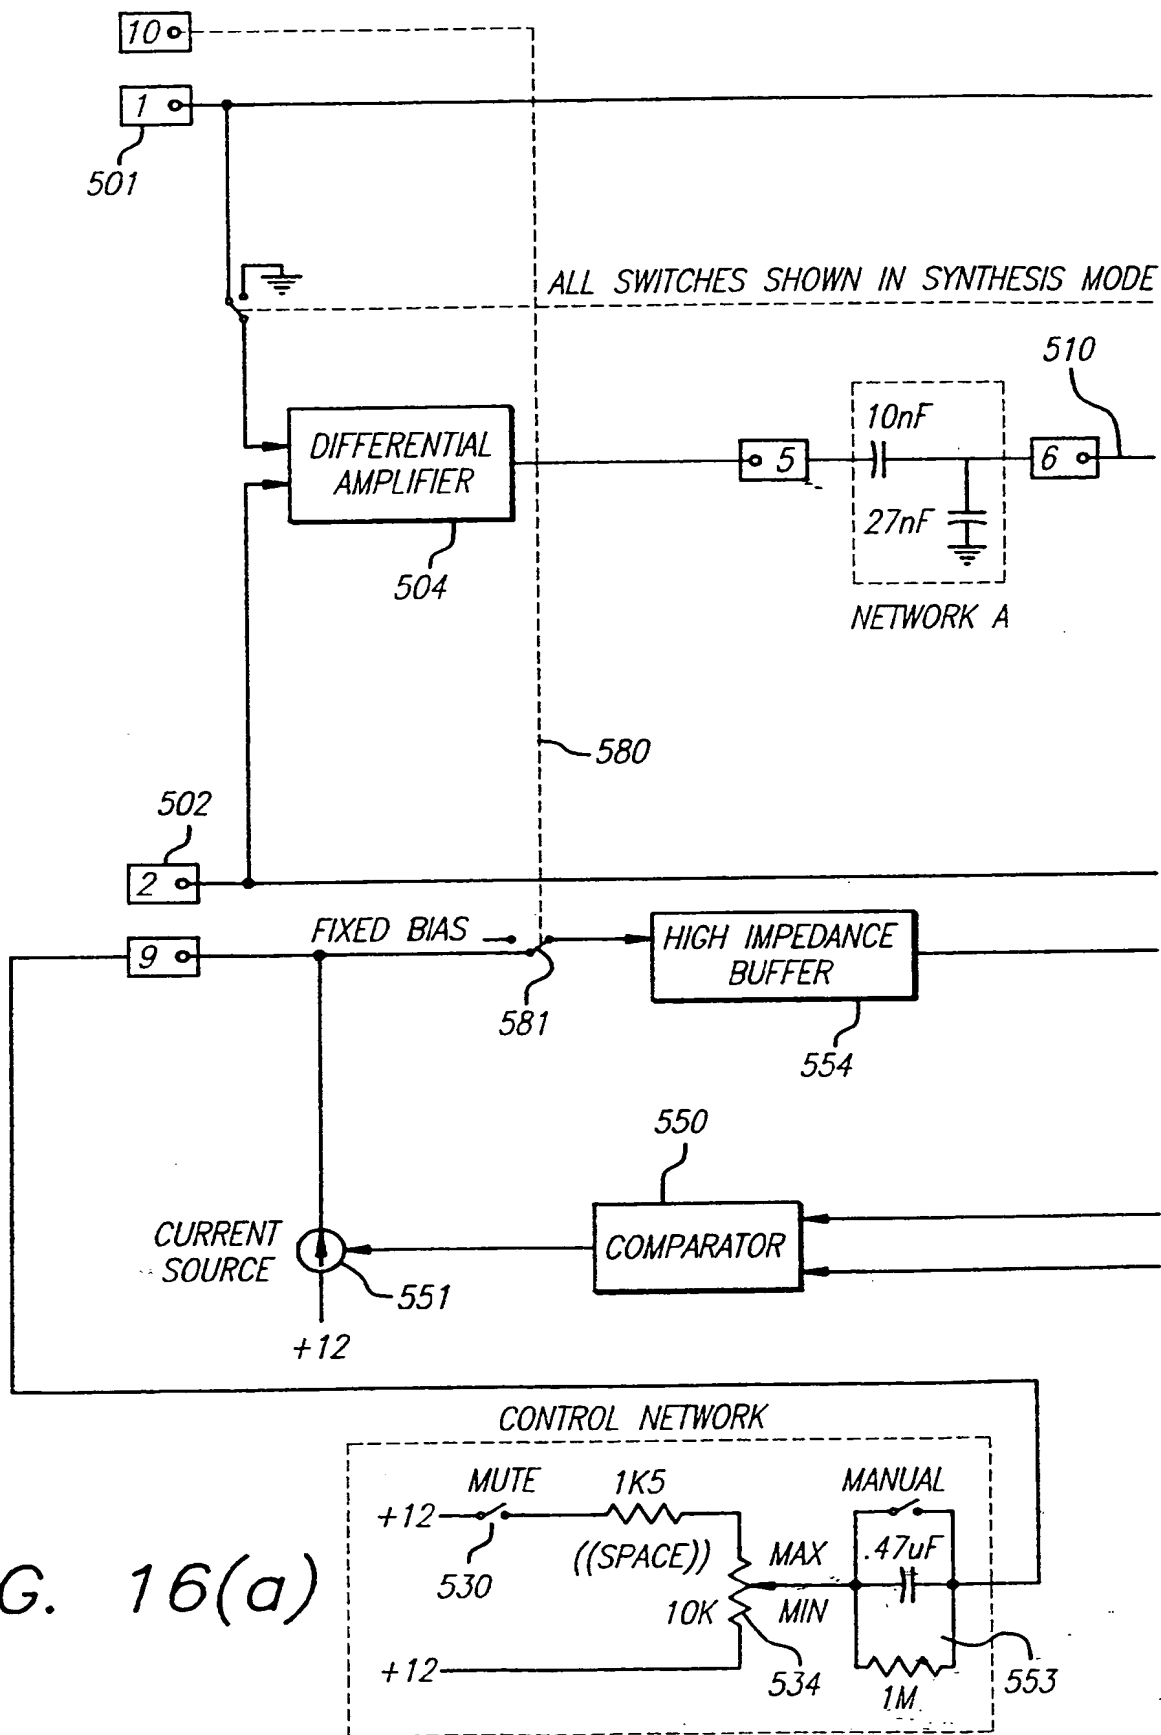 10
1
501
ALL SWITCHES SHOWN IN SYNTHESIS MODE
510
10nF
DIFFERENTIAL
AMPLIFIER
5
6
27nF
504
NETWORK A
580
502
2
FIXED BIAS
HIGH IMPEDANCE
BUFFER
9
581
554
550
CURRENT
SOURCE
COMPARATOR
551
+12
CONTROL NETWORK
MUTE
1K5
MANUAL
+12
((SPACE))
MAX
.47uF
530
10K
MIN
G. 16(a)
+12
534
1M
553